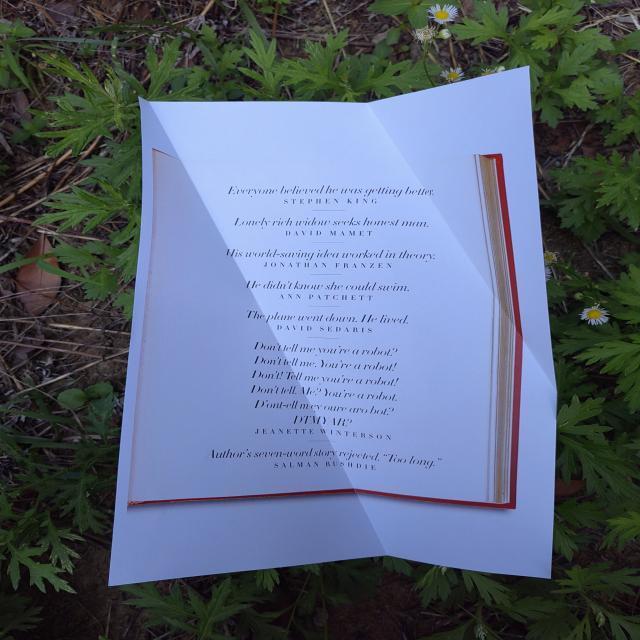 Everyone believed he was getting better.
STEPHEN KING
Lonely rich widow seeks honest man.
DAVID MAMET
His world-saving idea worked in theory.
JONATHAN FRANZEN
He didn't know she could swim.
ANN PATCHETT
The plane went down. He lived.
DAVID SEDARIS
Don't tell me you're a robot?
Don't tell me. You're a robot!
Don't! Tell me you're a robot!
Don't tell. Me? You're a robot.
D'ont-ell m eyo ure aro bot?
DTMYAR?
JEANETTE WINTERSON
Author's seven-word story rejected. "Too long."
SALMAN RUSHDIE